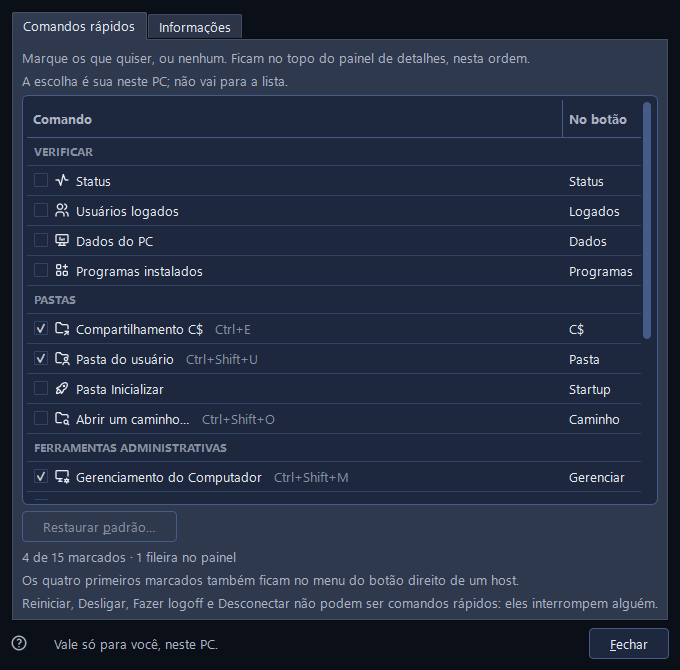 Comandos rápidos
Informações
Marque os que quiser, ou nenhum. Ficam no topo do painel de detalhes, nesta ordem.
A escolha é sua neste PC; não vai para a lista.
Comando No botão
VERIFICAR
Status Status
Usuários logados Logados
Dados do PC Dados
Programas instalados Programas
PASTAS
Compartilhamento C$ Ctrl+E C$
Pasta do usuário Ctrl+Shift+U Pasta
Pasta Inicializar Startup
Abrir um caminho... Ctrl+Shift+O Caminho
FERRAMENTAS ADMINISTRATIVAS
Gerenciamento do Computador Ctrl+Shift+M Gerenciar
Restaurar padrão...
4 de 15 marcados · 1 fileira no painel
Os quatro primeiros marcados também ficam no menu do botão direito de um host.
Reiniciar, Desligar, Fazer logoff e Desconectar não podem ser comandos rápidos: eles interrompem alguém.
Vale só para você, neste PC.
Fechar